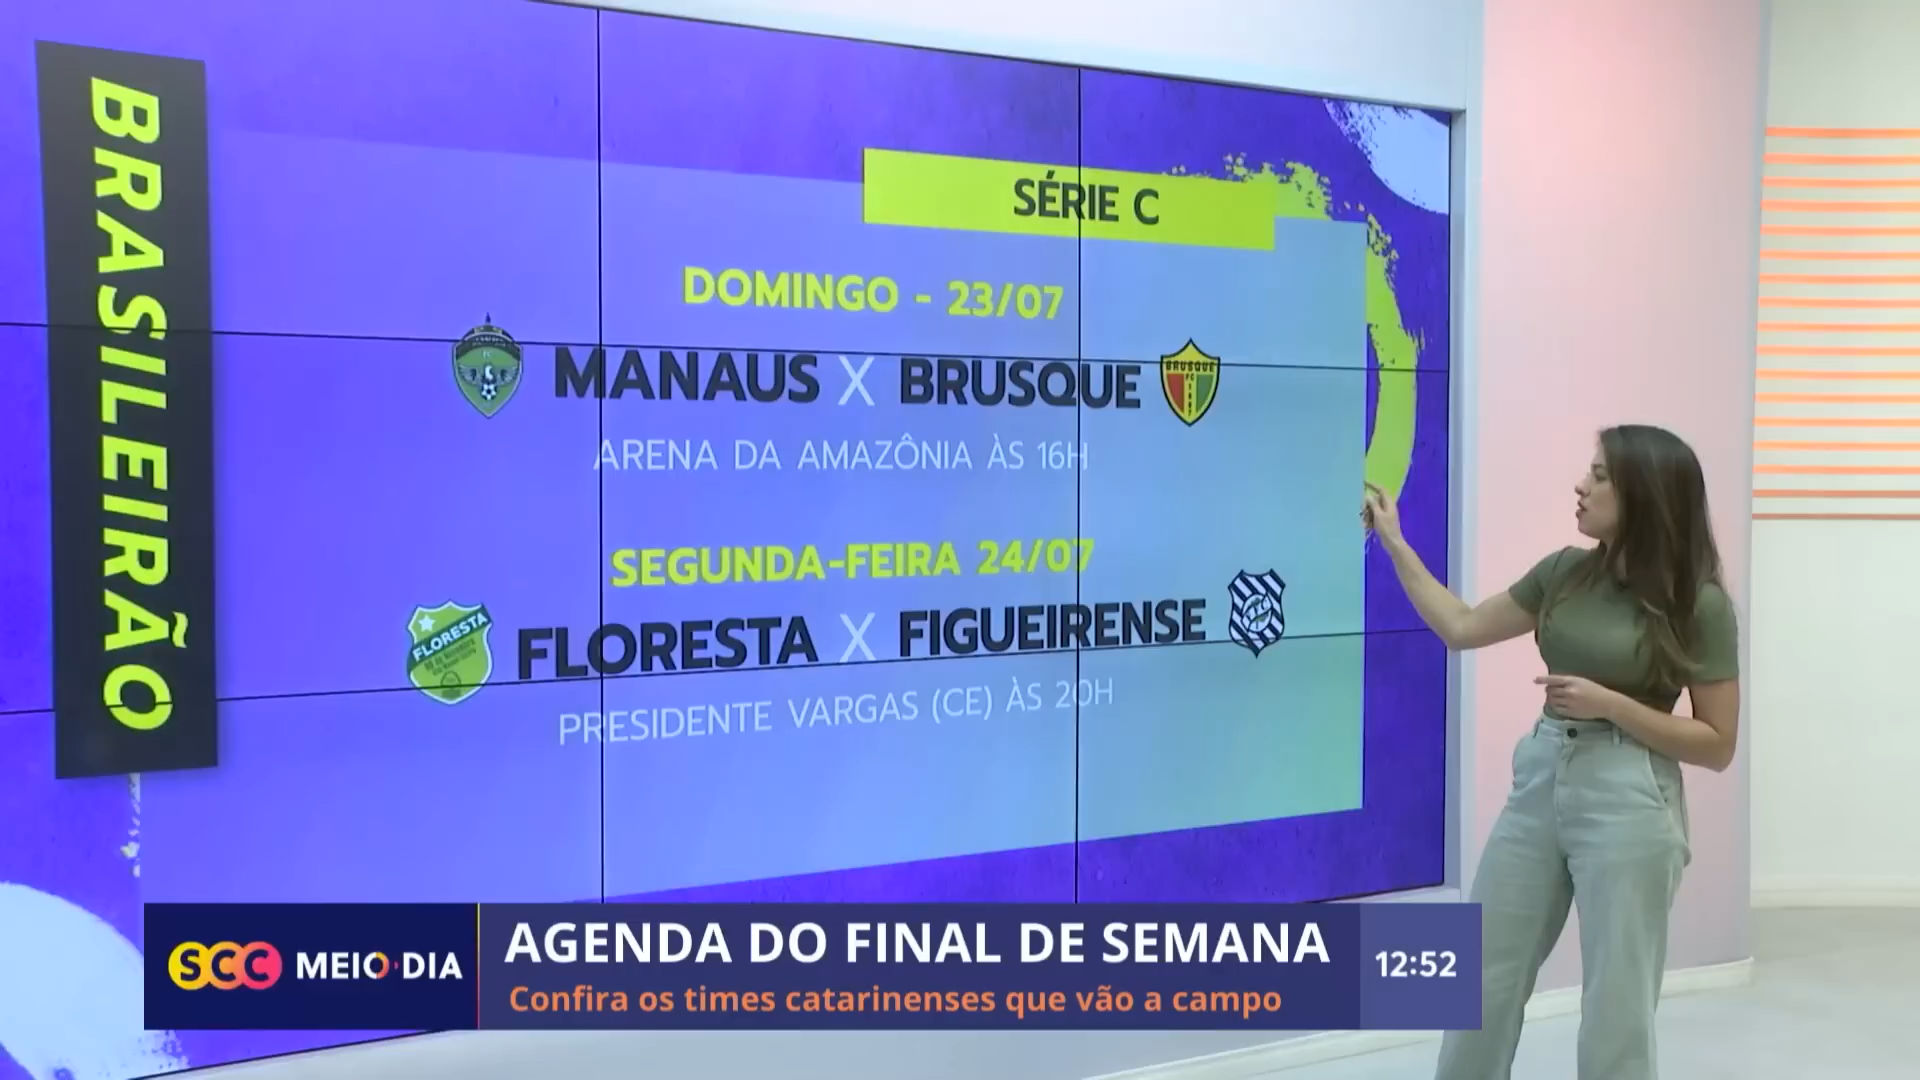 BRASILEIRÃO
SÉRIE C
DOMINGO - 23/07
MANAUS X BRUSQUE
BRUSQUE
ARENA DA AMAZÔNIA ÀS 16H
SEGUNDA-FEIRA 24/07
FLORESTA X FIGUEIRENSE
FLORESTA
PRESIDENTE VARGAS (CE) ÀS 20H
SCC MEIO-DIA
AGENDA DO FINAL DE SEMANA
12:52
Confira os times catarinenses que vão a campo